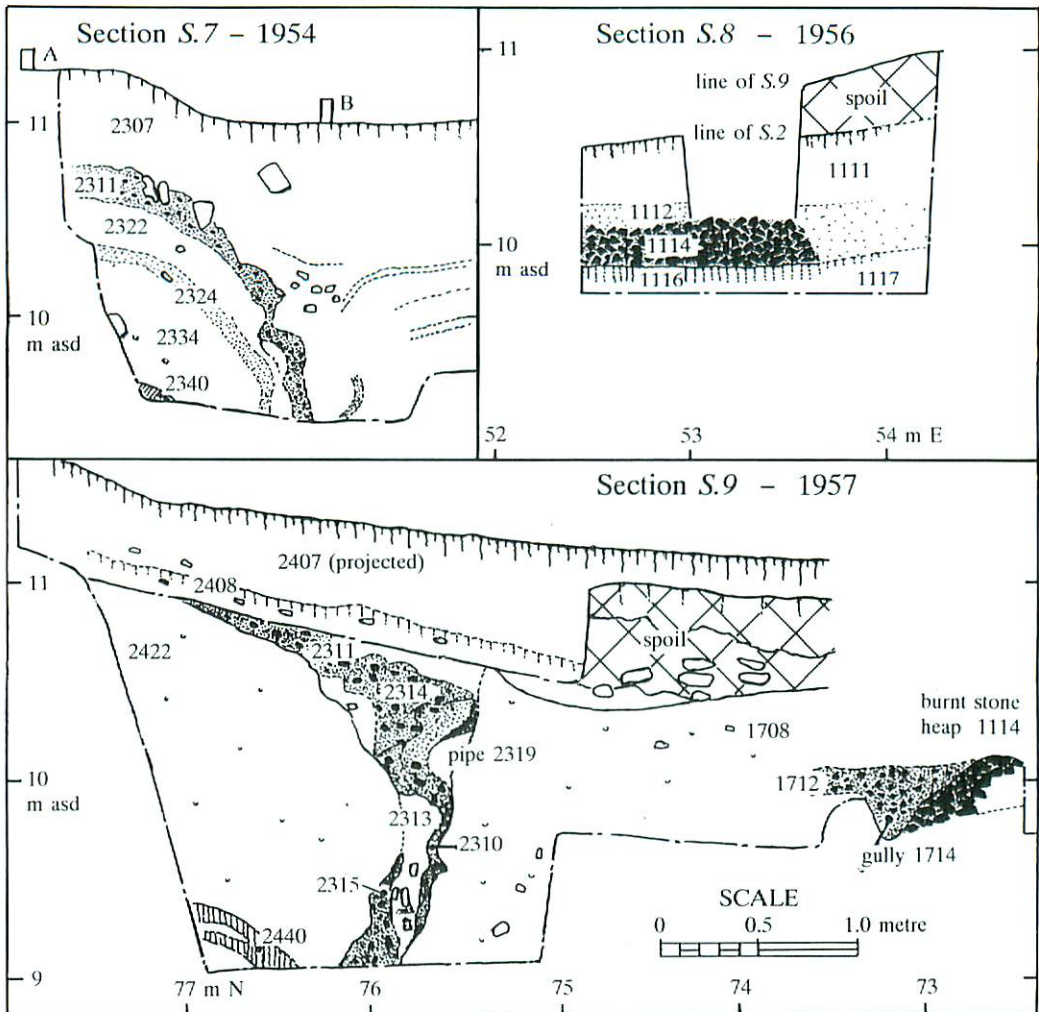 Section S.7 – 1954
A
B
11
2307
2311
2322
2324
10
m asd
2334
2340
Section S.8 – 1956
11
line of S.9
spoil
line of S.2
1111
1112
10
m asd
1114
1116
1117
52
53
54 m E
Section S.9 – 1957
2407 (projected)
11
2408
2422
2311
spoil
2314
burnt stone
heap 1114
1708
pipe 2319
10
m asd
1712
2313
2310
gully 1714
2315
SCALE
0 0.5 1.0 metre
2440
9
77 m N
76
75
74
73